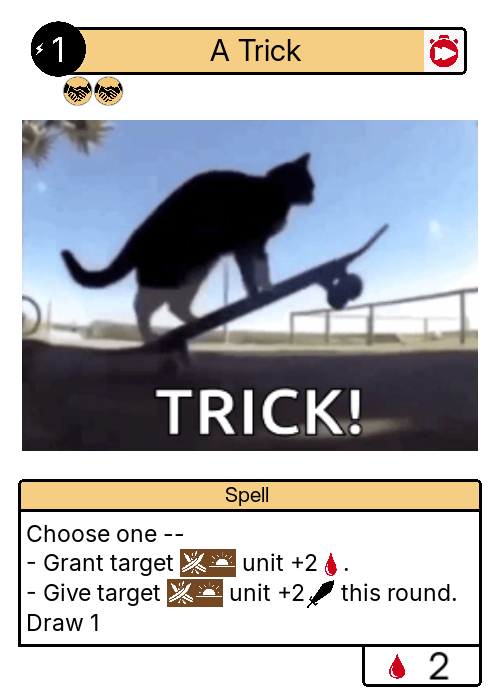 1
A Trick
TRICK!
Spell
Choose one --
- Grant target unit +2.
- Give target unit +2 this round.
Draw 1
2